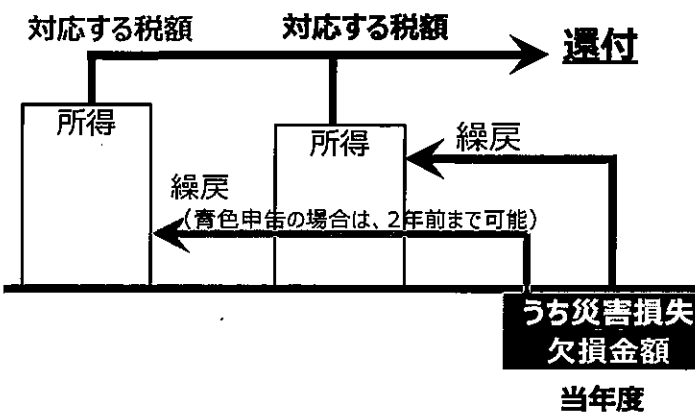 対応する税額
対応する税額
還付
所得
所得
繰戻
繰戻
(青色申告の場合は、2年前まで可能)
うち災害損失
欠損金額
当年度